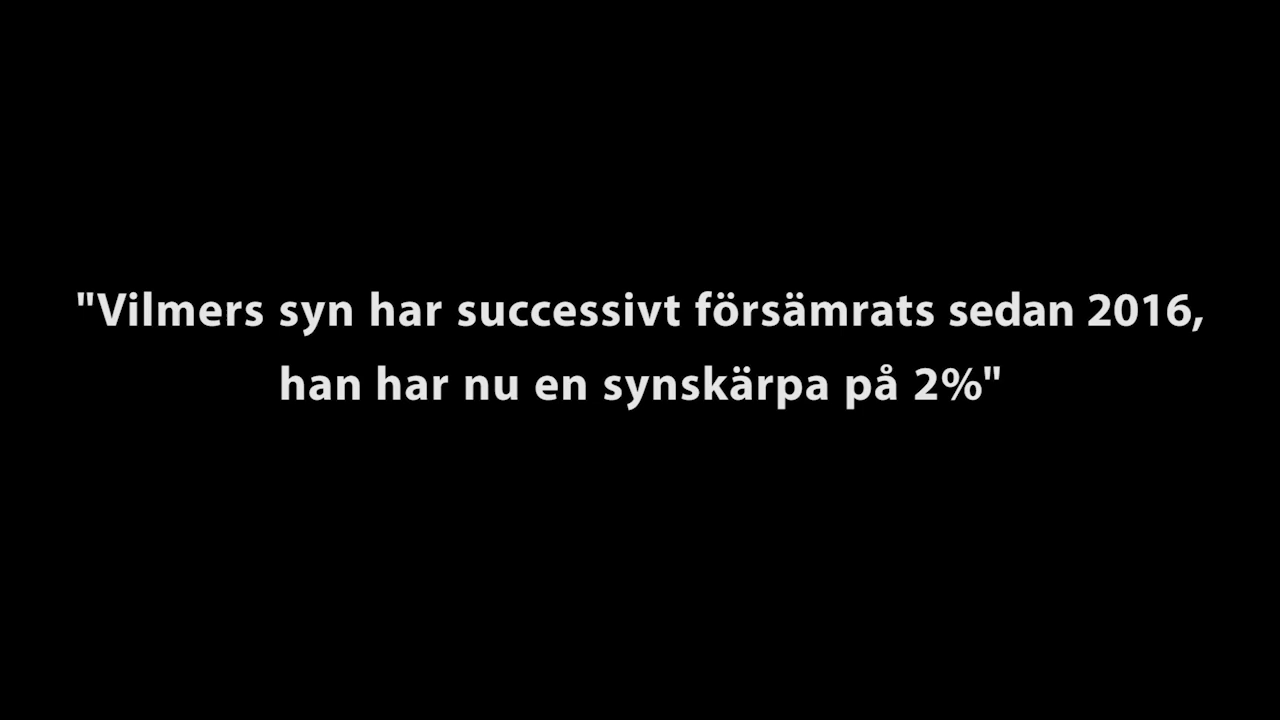 "Vilmers syn har successivt försämrats sedan 2016,
han har nu en synskärpa på 2%"